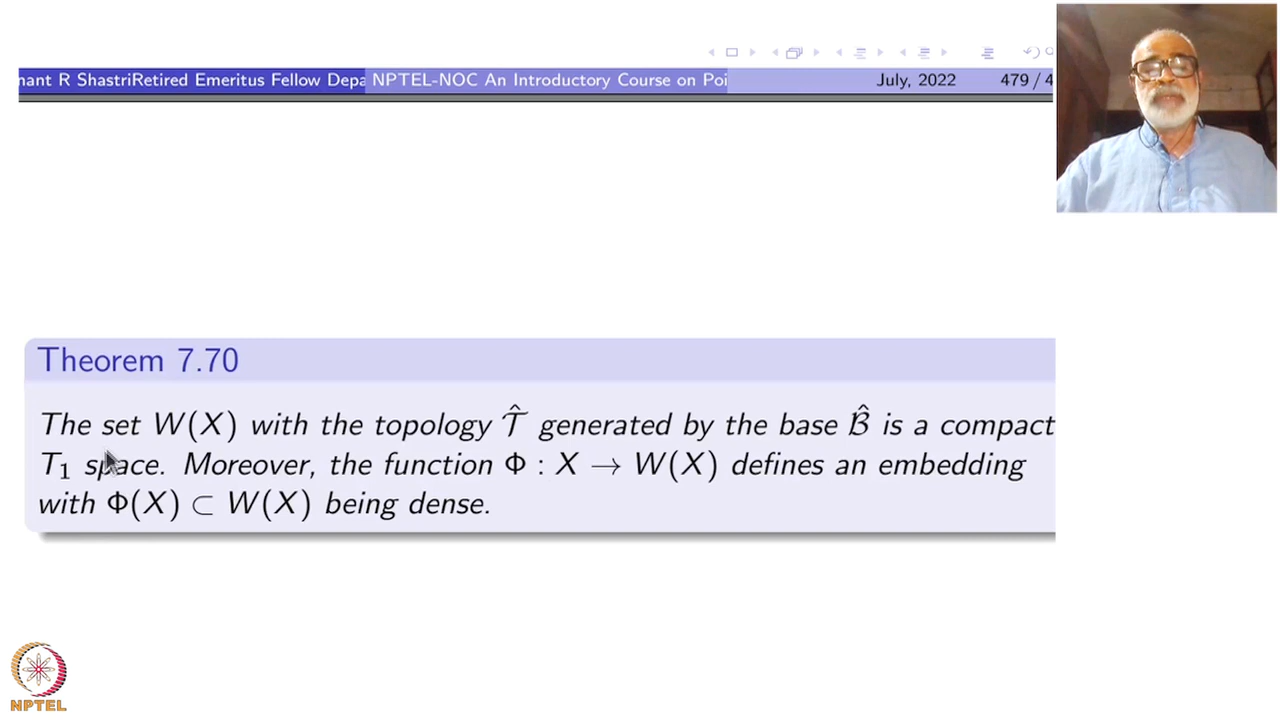 nant R ShastriRetired Emeritus Fellow Depa NPTEL-NOC An Introductory Course on Poi July, 2022 479 / 4
Theorem 7.70
The set W(X) with the topology 𝒯̂ generated by the base ℬ̂ is a compact
T₁ space. Moreover, the function Φ : X → W(X) defines an embedding
with Φ(X) ⊂ W(X) being dense.
NPTEL